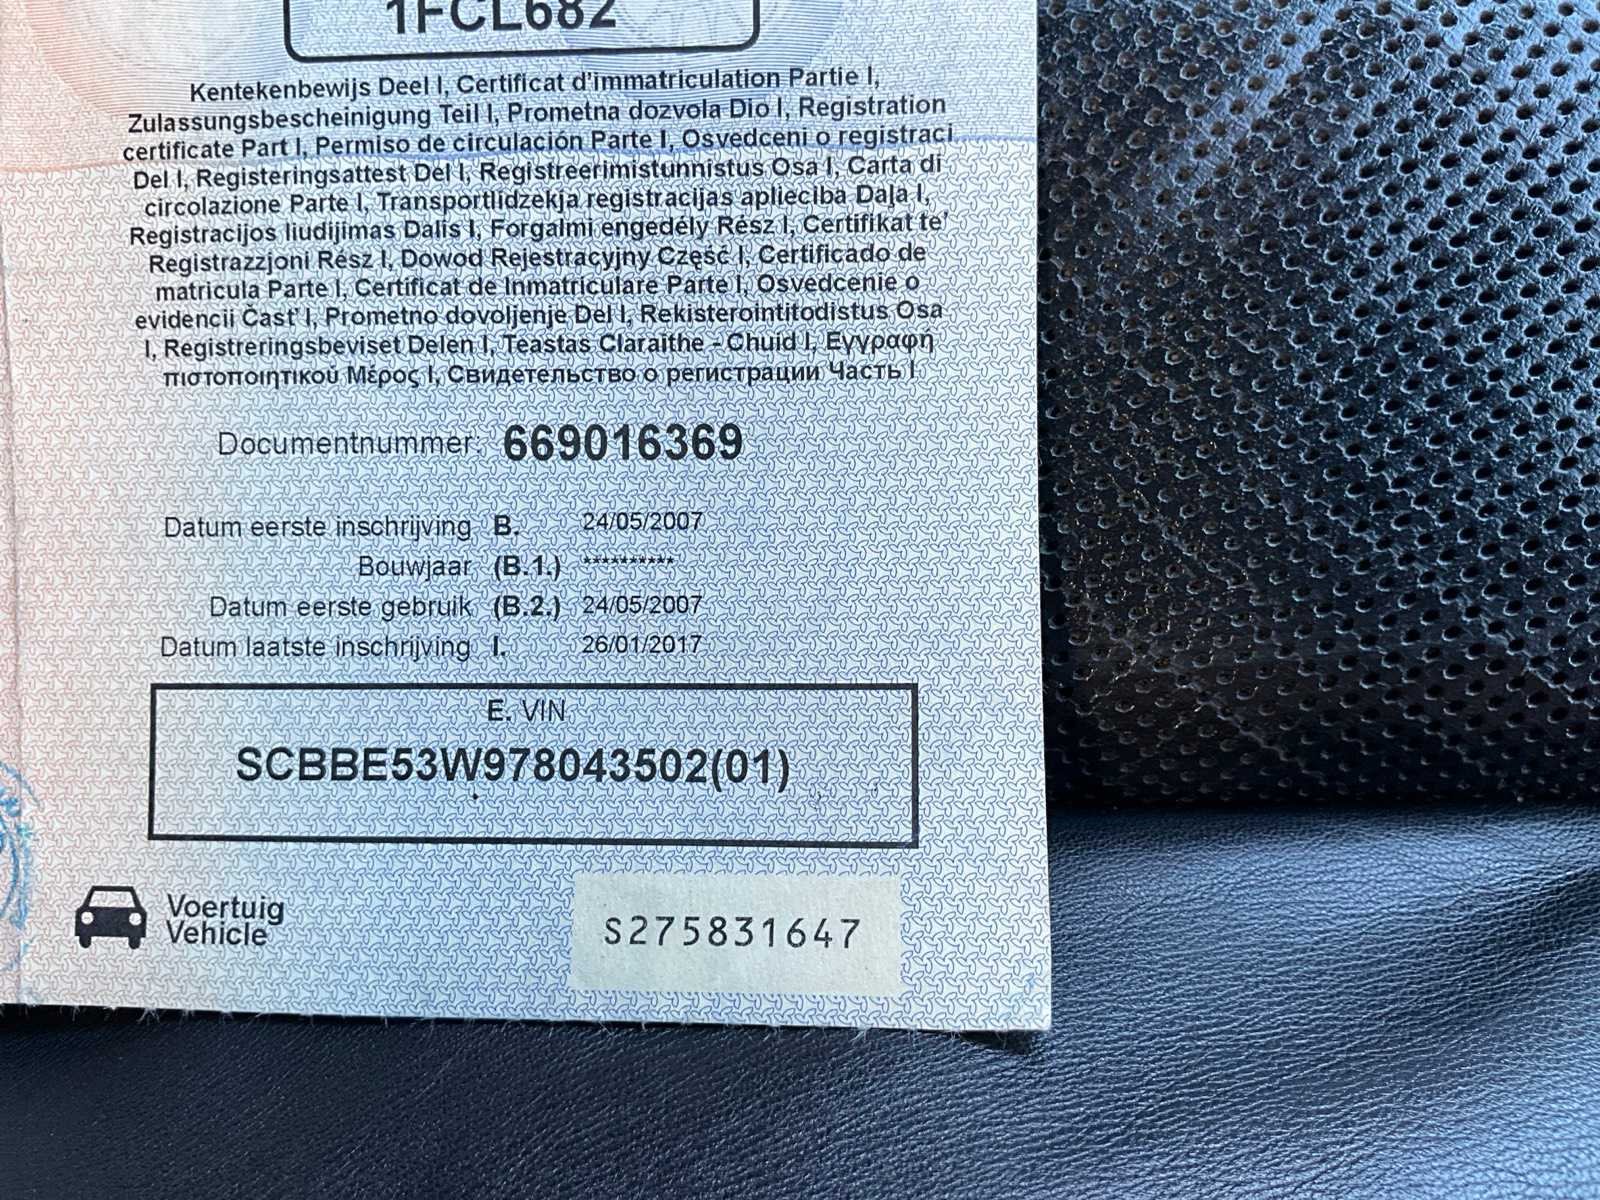 1FCL682
Kentekenbewijs Deel I, Certificat d'immatriculation Partie I,
Zulassungsbescheinigung Teil I, Prometna dozvola Dio I, Registration
certificate Part I, Permiso de circulación Parte I, Osvedceni o registraci
Del I, Registeringsattest Del I, Registreerimistunnistus Osa I, Carta di
circolazione Parte I, Transportlidzekja registracijas aplieciba Daļa I,
Registracijos liudijimas Dalis I, Forgalmi engedély Rész I, Certifikat te'
Registrazzjoni Rész I, Dowod Rejestracyjny Część I, Certificado de
matricula Parte I, Certificat de Inmatriculare Parte I, Osvedcenie o
evidencii Časť I, Prometno dovoljenje Del I, Rekisterointitodistus Osa
I, Registreringsbeviset Delen I, Teastas Claraithe - Chuid I, Εγγραφή
πιστοποιητικού Μέρος I, Свидетельство о регистрации Часть I
Documentnummer: 669016369
Datum eerste inschrijving B. 24/05/2007
Bouwjaar (B.1.) **********
Datum eerste gebruik (B.2.) 24/05/2007
Datum laatste inschrijving I. 26/01/2017
E. VIN
SCBBE53W978043502(01)
Voertuig
Vehicle
S275831647